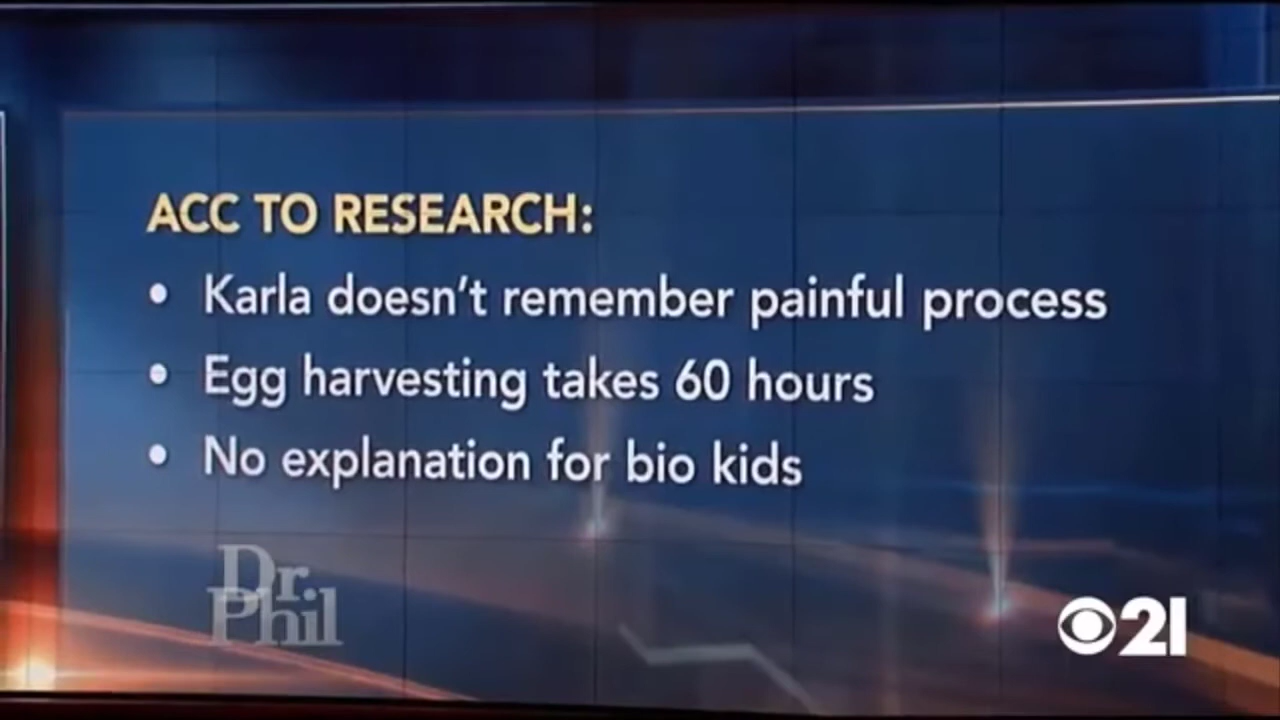 ACC TO RESEARCH:
• Karla doesn't remember painful process
• Egg harvesting takes 60 hours
• No explanation for bio kids
Dr.
Phil
21